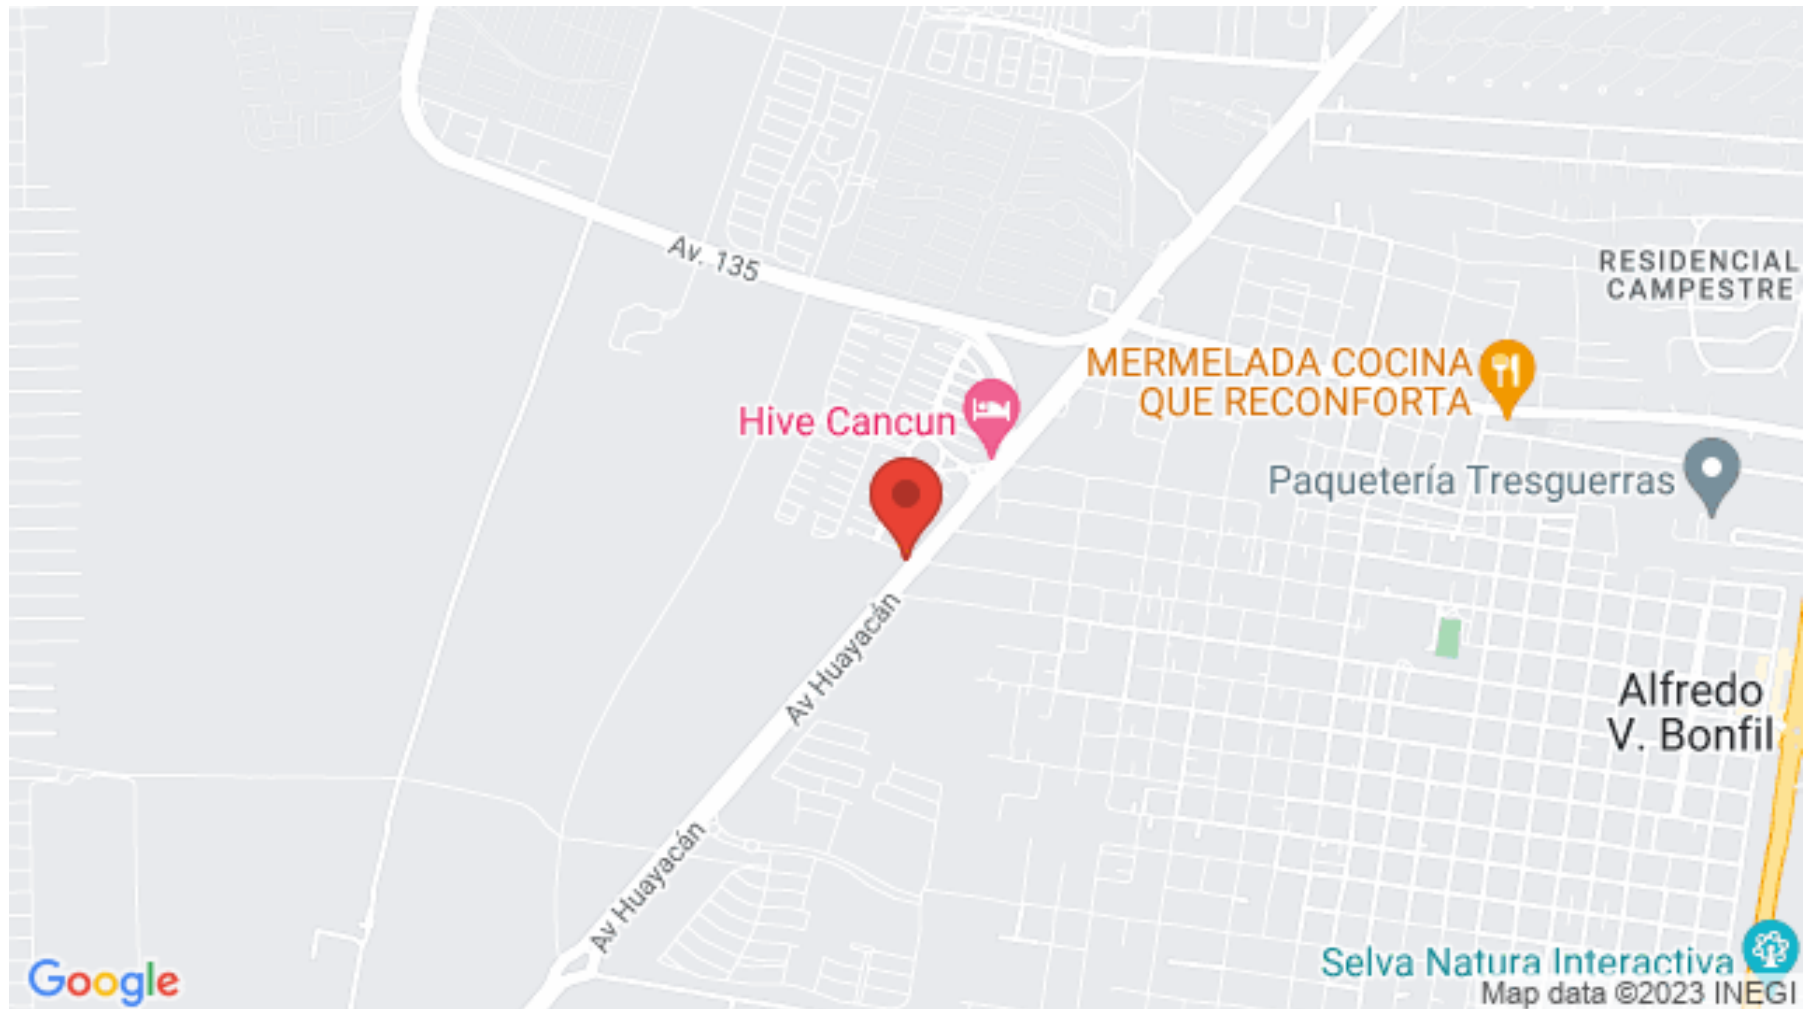 Av. 135
RESIDENCIAL
CAMPESTRE
MERMELADA COCINA
QUE RECONFORTA
Hive Cancun
Paquetería Tresguerras
Av Huayacán
Alfredo
V. Bonfil
Av Huayacán
Selva Natura Interactiva
Google
Map data ©2023 INEGI